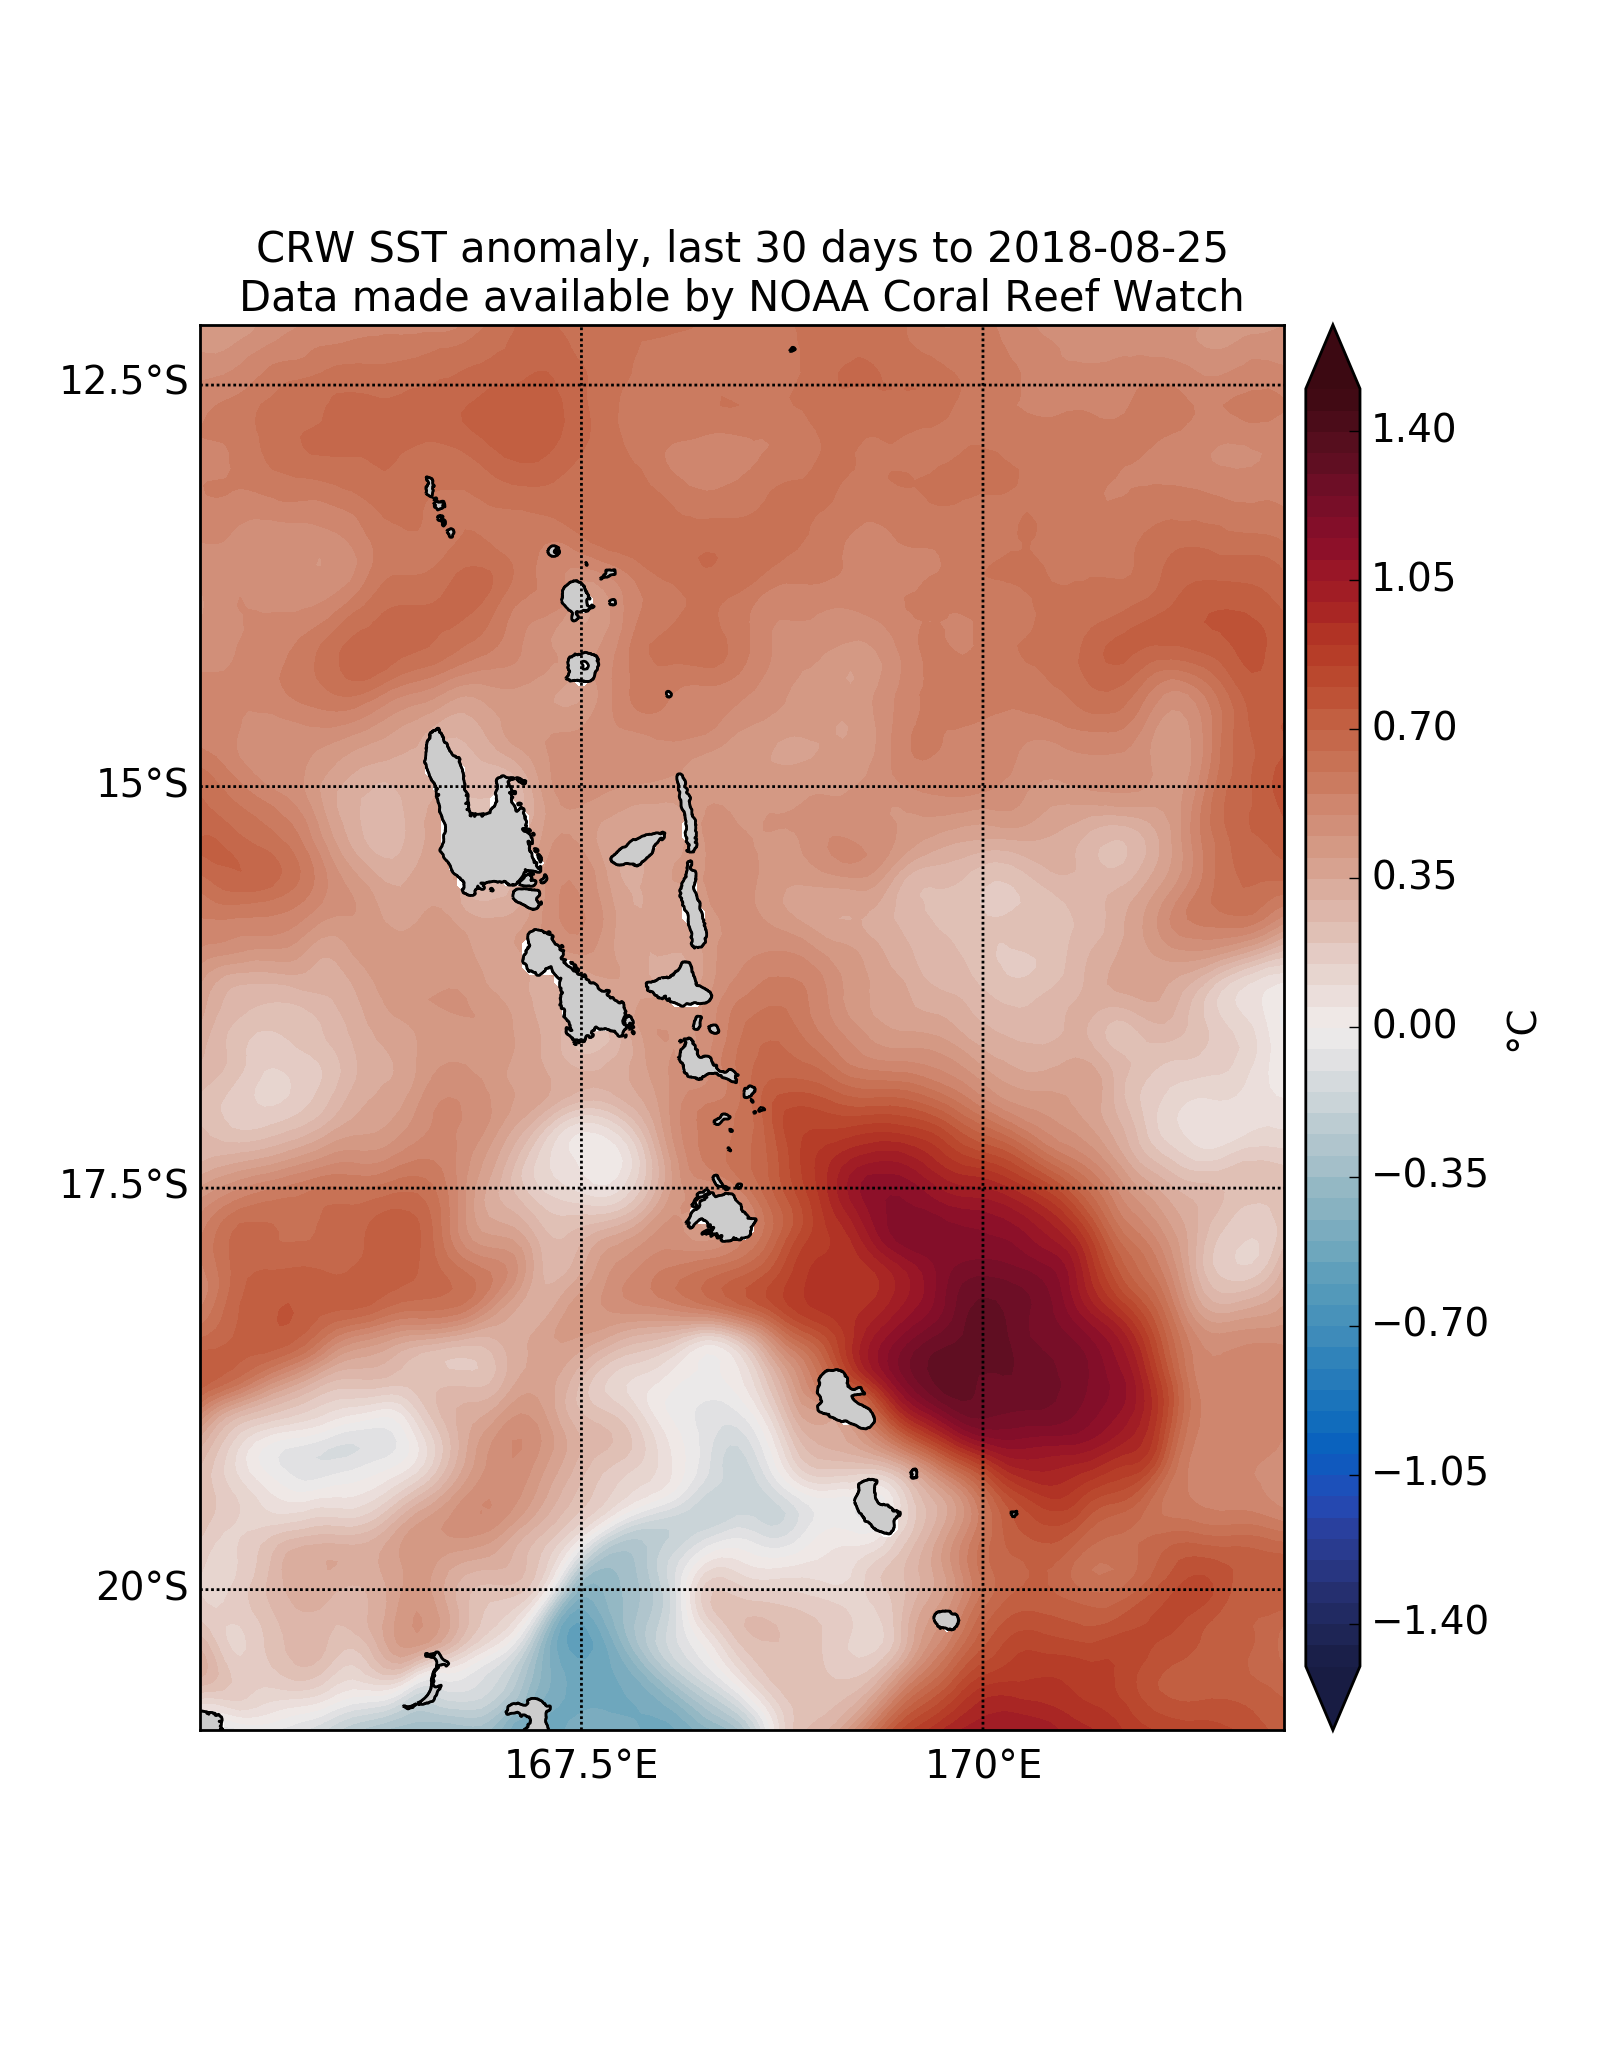 CRW SST anomaly, last 30 days to 2018-08-25
Data made available by NOAA Coral Reef Watch
12.5°S
15°S
17.5°S
20°S
167.5°E
170°E
1.40
1.05
0.70
0.35
0.00
−0.35
−0.70
−1.05
−1.40
°C